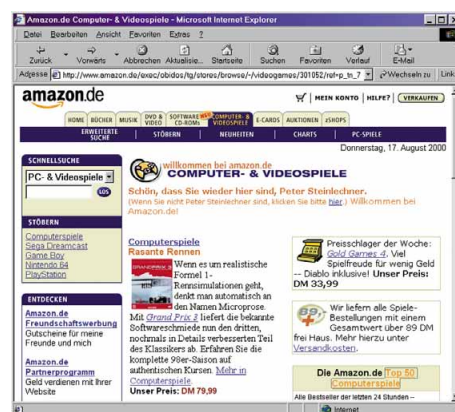 Amazon.de Computer- & Videospiele - Microsoft Internet Explorer
Datei Bearbeiten Ansicht Favoriten Extras ?
Zurück Vorwärts Abbrechen Aktualisie... Startseite Suchen Favoriten Verlauf E-Mail
Adresse http://www.amazon.de/exec/obidos/tg/stores/browse/-/videogames/301052/ref=p_tn_7 Wechseln zu Link
amazon.de
MEIN KONTO | HILFE? | VERKAUFEN
HOME BÜCHER MUSIK DVD & VIDEO SOFTWARE CD-ROMs COMPUTER- & VIDEOSPIELE E-CARDS AUKTIONEN zSHOPS
ERWEITERTE SUCHE | STÖBERN | NEUHEITEN | CHARTS | PC-SPIELE
Donnerstag, 17. August 2000
SCHNELLSUCHE
PC- & Videospiele
LOS
STÖBERN
Computerspiele
Sega Dreamcast
Game Boy
Nintendo 64
PlayStation
ENTDECKEN
Amazon.de
Freundschaftswerbung
Gutscheine für meine
Freunde und mich
Amazon.de
Partnerprogramm
Geld verdienen mit Ihrer
Website
willkommen bei amazon.de
COMPUTER- & VIDEOSPIELE
Schön, dass Sie wieder hier sind, Peter Steinlechner.
(Wenn Sie nicht Peter Steinlechner sind, klicken Sie bitte hier.) Willkommen bei
Amazon.de!
Computerspiele
Rasante Rennen
Wenn es um realistische
Formel 1-
Rennsimulationen geht,
denkt man automatisch an
den Namen Microprose.
Mit Grand Prix 3 liefert die bekannte
Softwareschmiede nun den dritten,
nochmals in Details verbesserten Teil
des Klassikers ab. Erfahren Sie die
komplette 98er-Saison auf
authentischen Kursen. Mehr in
Computerspiele.
Unser Preis: DM 79,99
Preisschlager der Woche:
Gold Games 4. Viel
Spielfreude für wenig Geld
-- Diablo inklusive! Unser Preis:
DM 33,99
89,-
Wir liefern alle Spiele-
Bestellungen mit einem
Gesamtwert über 89 DM
frei Haus. Mehr hierzu unter
Versandkosten.
Die Amazon.de Top 50
Computerspiele
Alle Bestseller der letzten 24 Stunden --
Internet